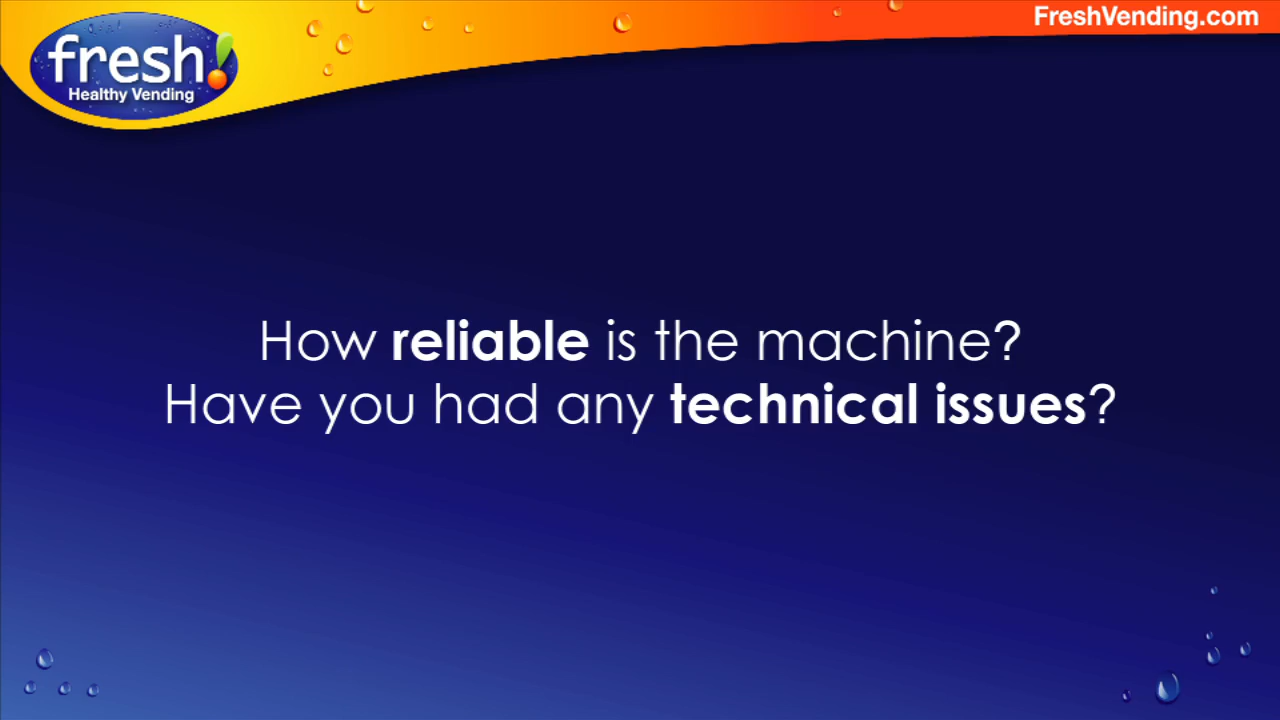 FreshVending.com
fresh!
Healthy Vending
How reliable is the machine?
Have you had any technical issues?